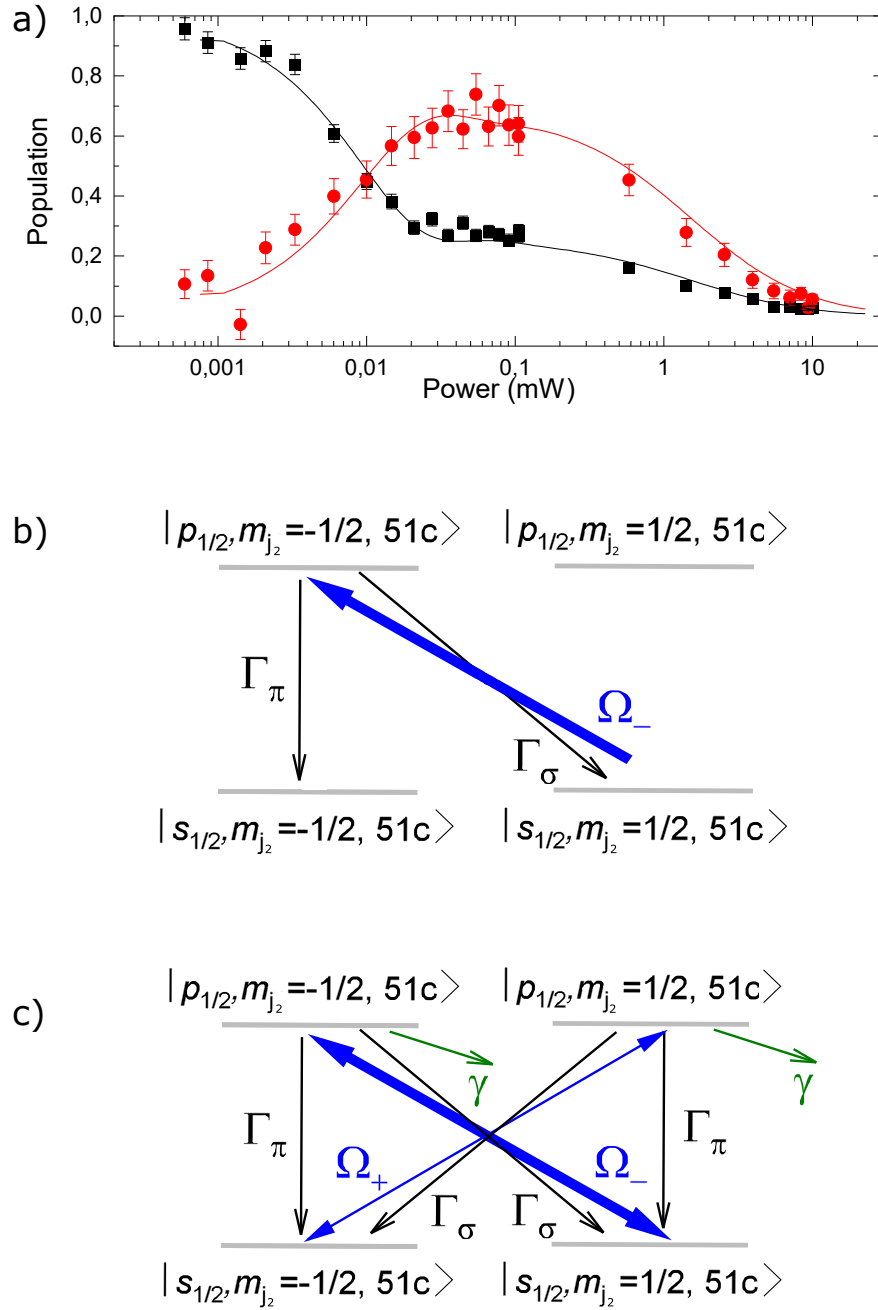 a)
1,0
0,8
0,6
0,4
0,2
0,0
Population
0,001 0,01 0,1 1 10
Power (mW)
b)
| p1/2, mj2 =-1/2, 51c⟩ | p1/2, mj2 =1/2, 51c⟩
Γπ
Ω−
Γσ
| s1/2, mj2 =-1/2, 51c⟩ | s1/2, mj2 =1/2, 51c⟩
c)
| p1/2, mj2 =-1/2, 51c⟩ | p1/2, mj2 =1/2, 51c⟩
γ γ
Γπ Γπ
Ω+ Ω−
Γσ Γσ
| s1/2, mj2 =-1/2, 51c⟩ | s1/2, mj2 =1/2, 51c⟩